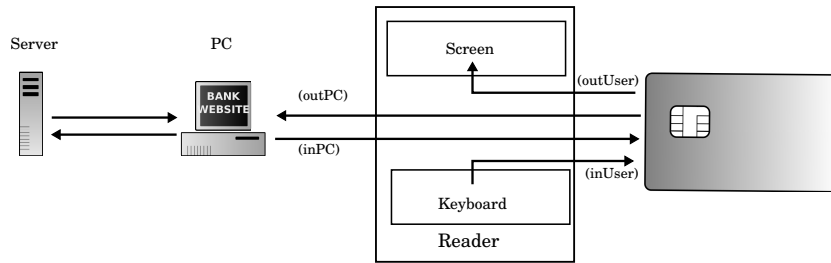 Server
PC
BANK
WEBSITE
Screen
(outPC)
(outUser)
(inPC)
(inUser)
Keyboard
Reader